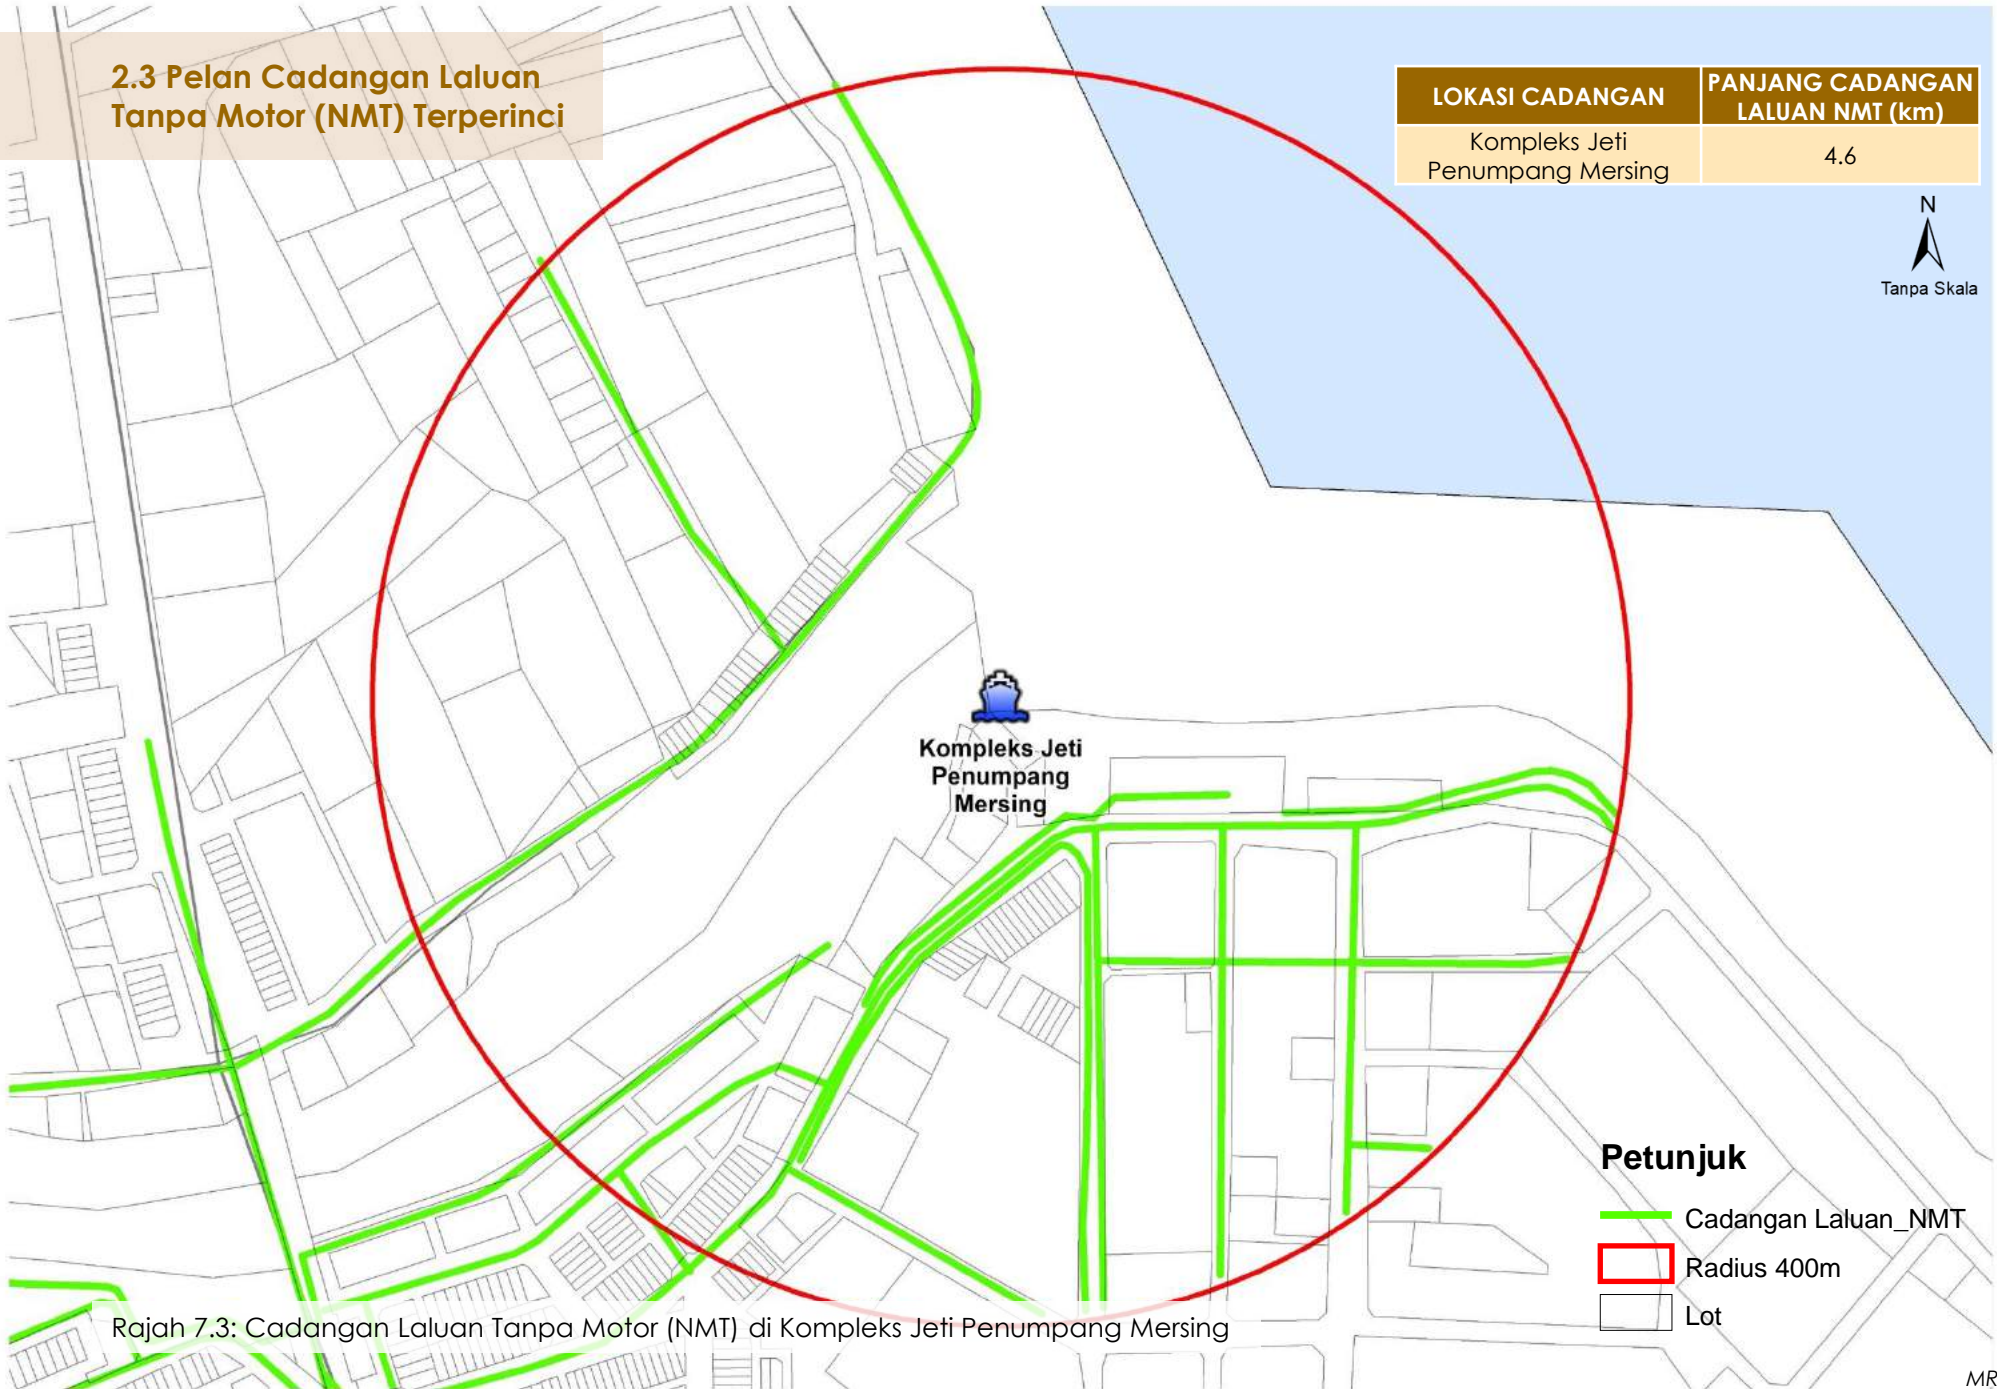 2.3 Pelan Cadangan Laluan
Tanpa Motor (NMT) Terperinci
LOKASI CADANGAN
PANJANG CADANGAN
LALUAN NMT (km)
Kompleks Jeti
Penumpang Mersing
4.6
N
Tanpa Skala
Kompleks Jeti
Penumpang
Mersing
Petunjuk
Cadangan Laluan_NMT
Radius 400m
Lot
Rajah 7.3: Cadangan Laluan Tanpa Motor (NMT) di Kompleks Jeti Penumpang Mersing
MR